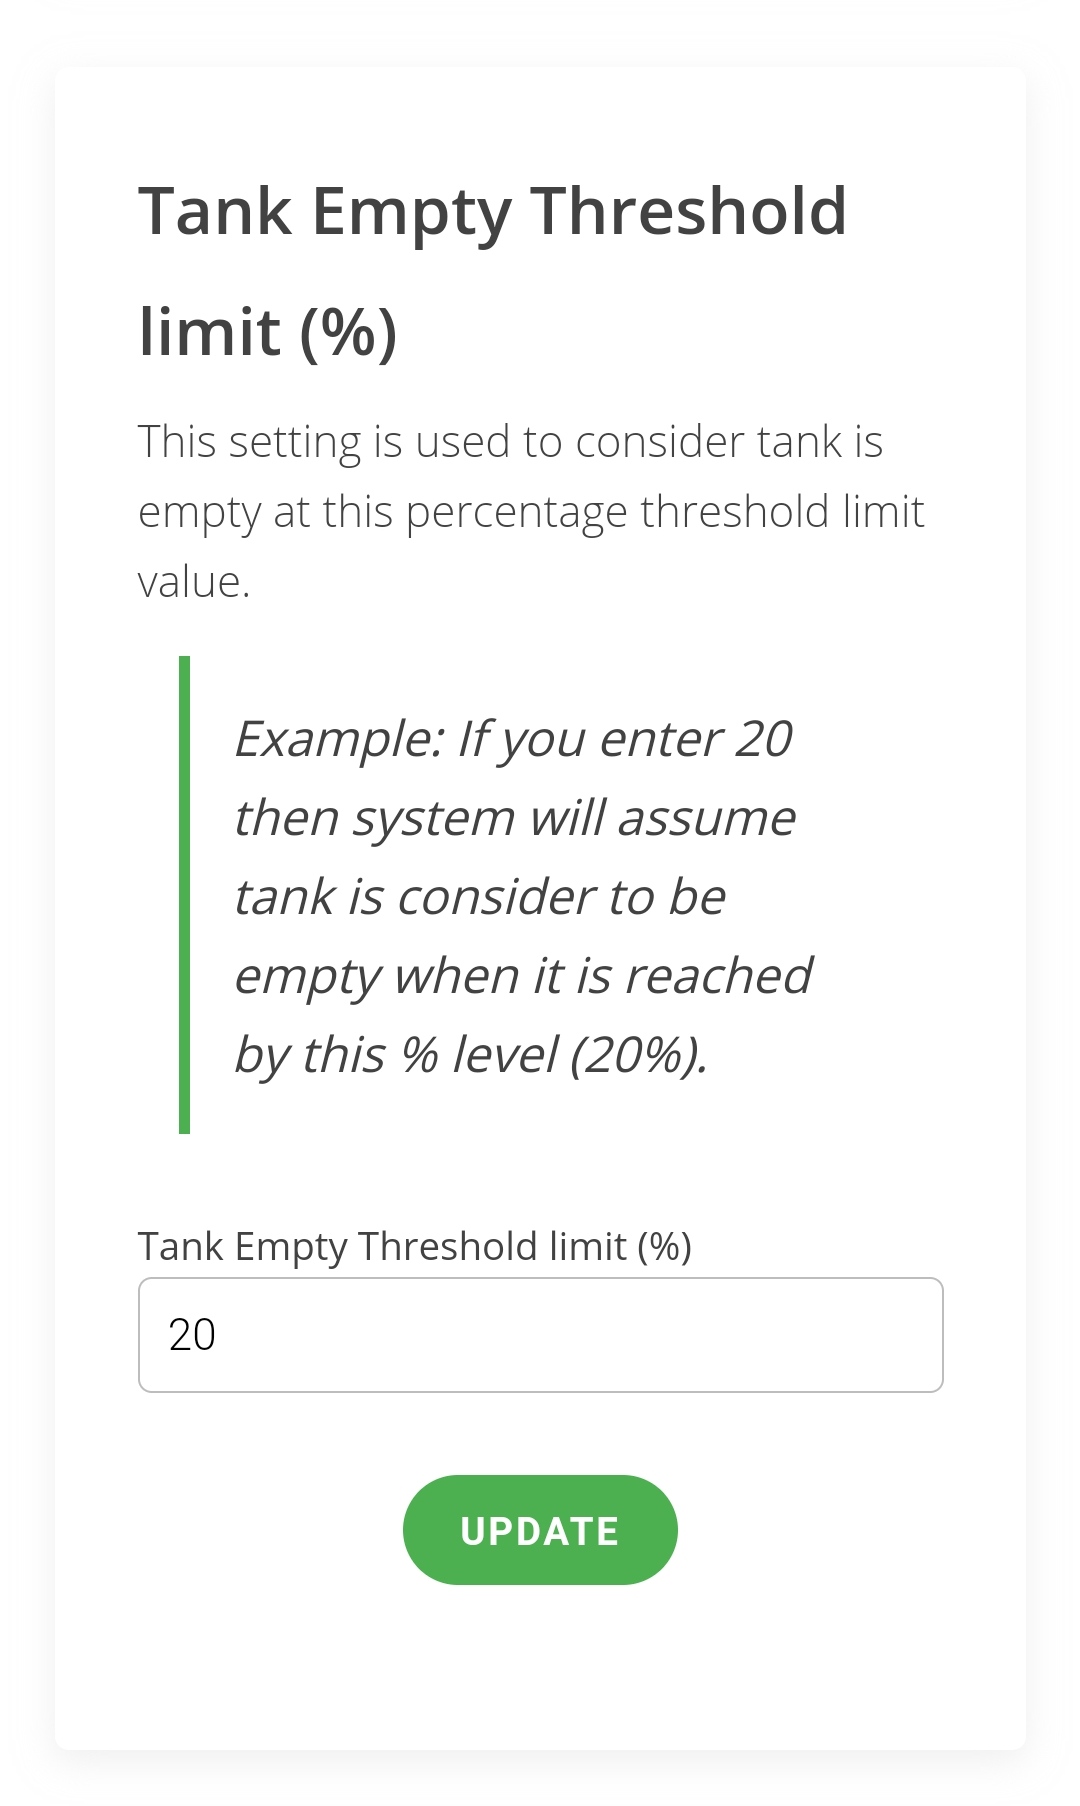 Tank Empty Threshold
limit (%)
This setting is used to consider tank is
empty at this percentage threshold limit
value.
Example: If you enter 20
then system will assume
tank is consider to be
empty when it is reached
by this % level (20%).
Tank Empty Threshold limit (%)
20
UPDATE